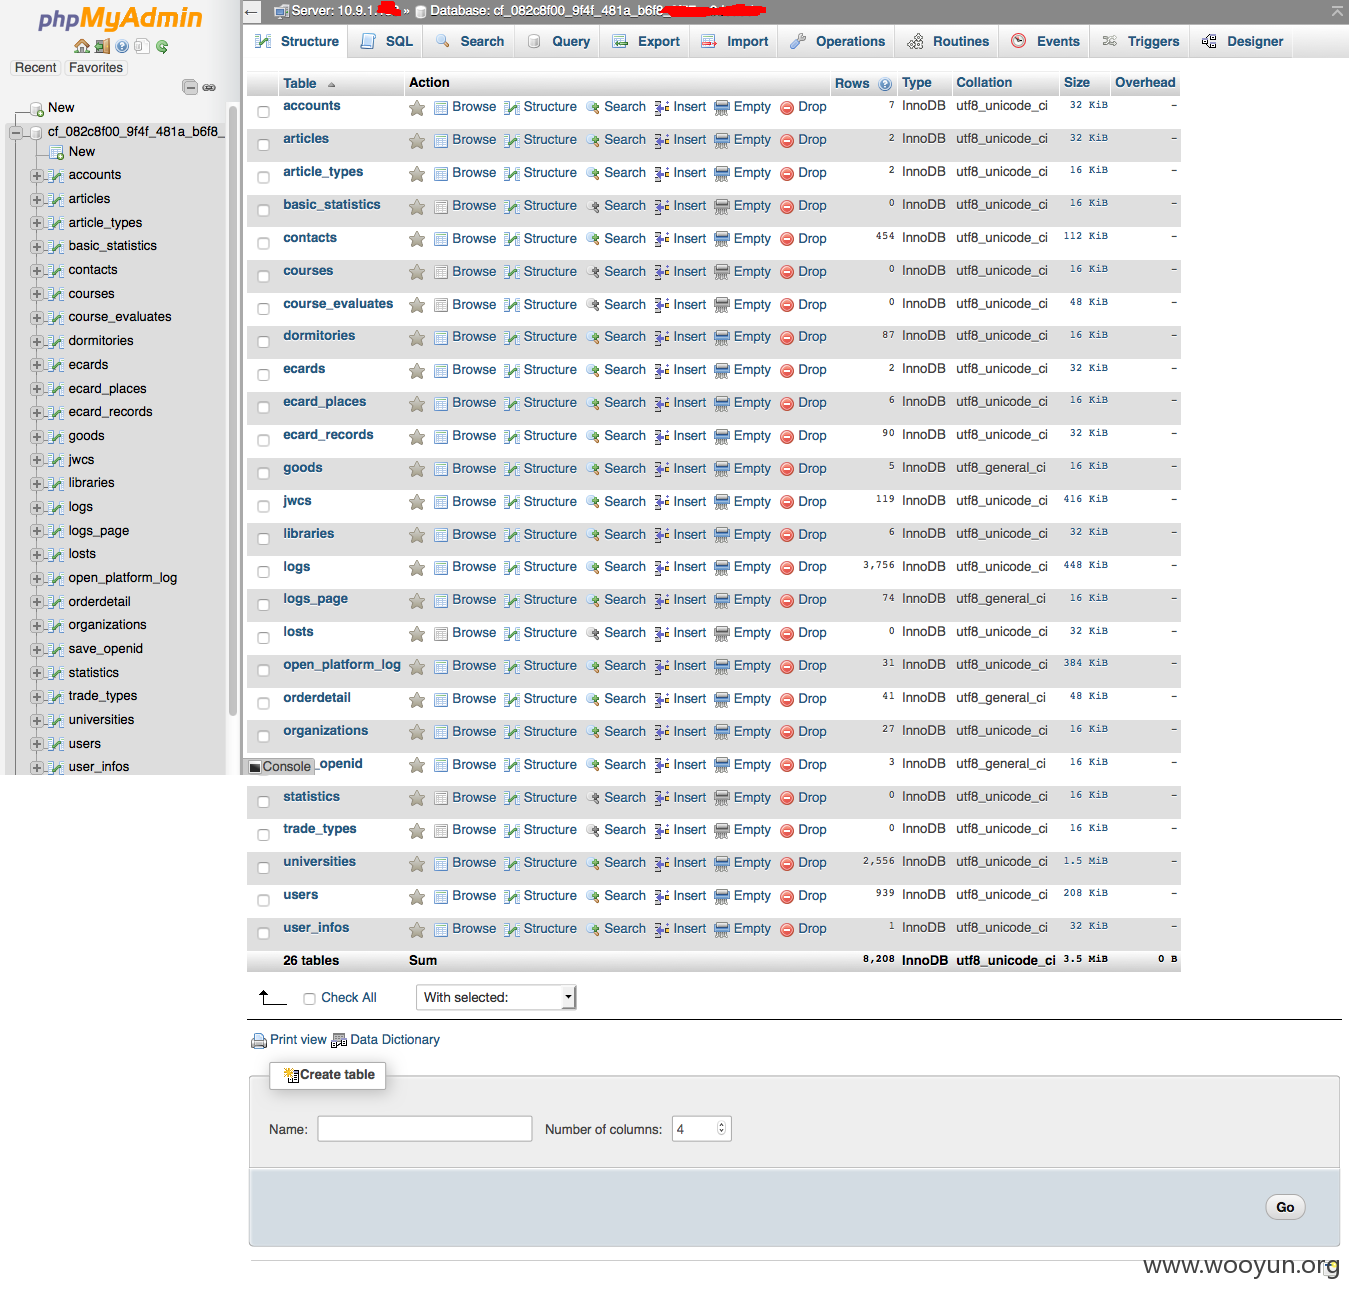 phpMyAdmin
Recent Favorites
New
cf_082c8f00_9f4f_481a_b6f8_
New
accounts
articles
article_types
basic_statistics
contacts
courses
course_evaluates
dormitories
ecards
ecard_places
ecard_records
goods
jwcs
libraries
logs
logs_page
losts
open_platform_log
orderdetail
organizations
save_openid
statistics
trade_types
universities
users
user_infos
Server: 10.9.1. » Database: cf_082c8f00_9f4f_481a_b6f8_
Structure SQL Search Query Export Import Operations Routines Events Triggers Designer
Table Action Rows Type Collation Size Overhead
accounts Browse Structure Search Insert Empty Drop 7 InnoDB utf8_unicode_ci 32 KiB -
articles Browse Structure Search Insert Empty Drop 2 InnoDB utf8_unicode_ci 32 KiB -
article_types Browse Structure Search Insert Empty Drop 2 InnoDB utf8_unicode_ci 16 KiB -
basic_statistics Browse Structure Search Insert Empty Drop 0 InnoDB utf8_unicode_ci 16 KiB -
contacts Browse Structure Search Insert Empty Drop 454 InnoDB utf8_unicode_ci 112 KiB -
courses Browse Structure Search Insert Empty Drop 0 InnoDB utf8_unicode_ci 16 KiB -
course_evaluates Browse Structure Search Insert Empty Drop 0 InnoDB utf8_unicode_ci 48 KiB -
dormitories Browse Structure Search Insert Empty Drop 87 InnoDB utf8_unicode_ci 16 KiB -
ecards Browse Structure Search Insert Empty Drop 2 InnoDB utf8_unicode_ci 32 KiB -
ecard_places Browse Structure Search Insert Empty Drop 6 InnoDB utf8_unicode_ci 16 KiB -
ecard_records Browse Structure Search Insert Empty Drop 90 InnoDB utf8_unicode_ci 32 KiB -
goods Browse Structure Search Insert Empty Drop 5 InnoDB utf8_general_ci 16 KiB -
jwcs Browse Structure Search Insert Empty Drop 119 InnoDB utf8_unicode_ci 416 KiB -
libraries Browse Structure Search Insert Empty Drop 6 InnoDB utf8_unicode_ci 32 KiB -
logs Browse Structure Search Insert Empty Drop 3,756 InnoDB utf8_unicode_ci 448 KiB -
logs_page Browse Structure Search Insert Empty Drop 74 InnoDB utf8_general_ci 16 KiB -
losts Browse Structure Search Insert Empty Drop 0 InnoDB utf8_unicode_ci 32 KiB -
open_platform_log Browse Structure Search Insert Empty Drop 31 InnoDB utf8_unicode_ci 384 KiB -
orderdetail Browse Structure Search Insert Empty Drop 41 InnoDB utf8_general_ci 48 KiB -
organizations Browse Structure Search Insert Empty Drop 27 InnoDB utf8_unicode_ci 16 KiB -
Console _openid Browse Structure Search Insert Empty Drop 3 InnoDB utf8_general_ci 16 KiB -
statistics Browse Structure Search Insert Empty Drop 0 InnoDB utf8_unicode_ci 16 KiB -
trade_types Browse Structure Search Insert Empty Drop 0 InnoDB utf8_unicode_ci 16 KiB -
universities Browse Structure Search Insert Empty Drop 2,556 InnoDB utf8_unicode_ci 1.5 MiB -
users Browse Structure Search Insert Empty Drop 939 InnoDB utf8_unicode_ci 208 KiB -
user_infos Browse Structure Search Insert Empty Drop 1 InnoDB utf8_unicode_ci 32 KiB -
26 tables Sum 8,208 InnoDB utf8_unicode_ci 3.5 MiB 0 B
Check All With selected:
Print view Data Dictionary
Create table
Name: Number of columns: 4
Go
www.wooyun.org